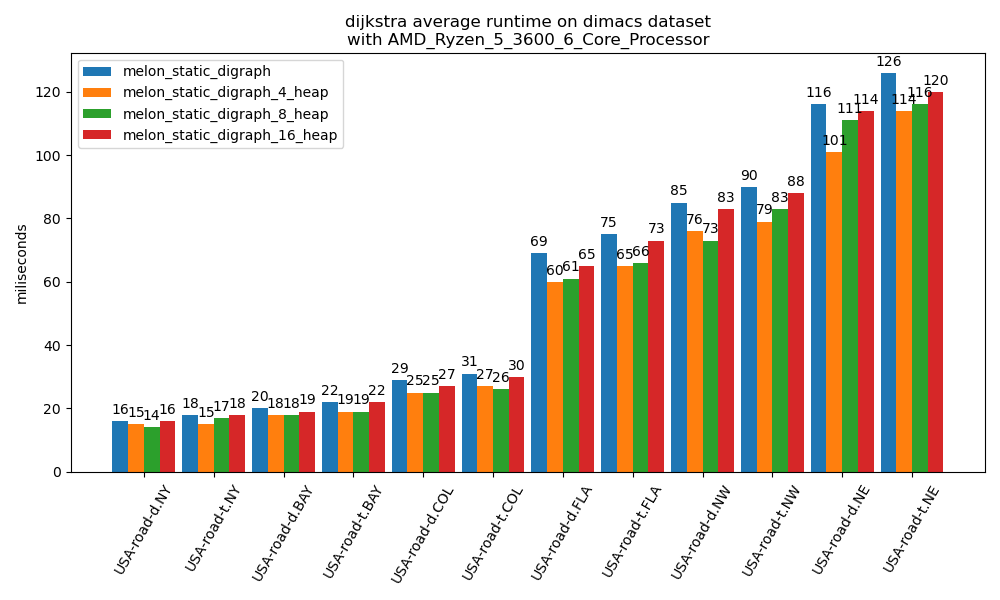 dijkstra average runtime on dimacs dataset
with AMD_Ryzen_5_3600_6_Core_Processor
melon_static_digraph
melon_static_digraph_4_heap
melon_static_digraph_8_heap
melon_static_digraph_16_heap
miliseconds
120
100
80
60
40
20
0
16 15 14 16
18 15 17 18
20 18 18 19
22 19 19 22
29 25 25 27
31 27 26 30
69 60 61 65
75 65 66 73
85 76 73 83
90 79 83 88
116 101 111 114
126 114 116 120
USA-road-d.NY
USA-road-t.NY
USA-road-d.BAY
USA-road-t.BAY
USA-road-d.COL
USA-road-t.COL
USA-road-d.FLA
USA-road-t.FLA
USA-road-d.NW
USA-road-t.NW
USA-road-d.NE
USA-road-t.NE